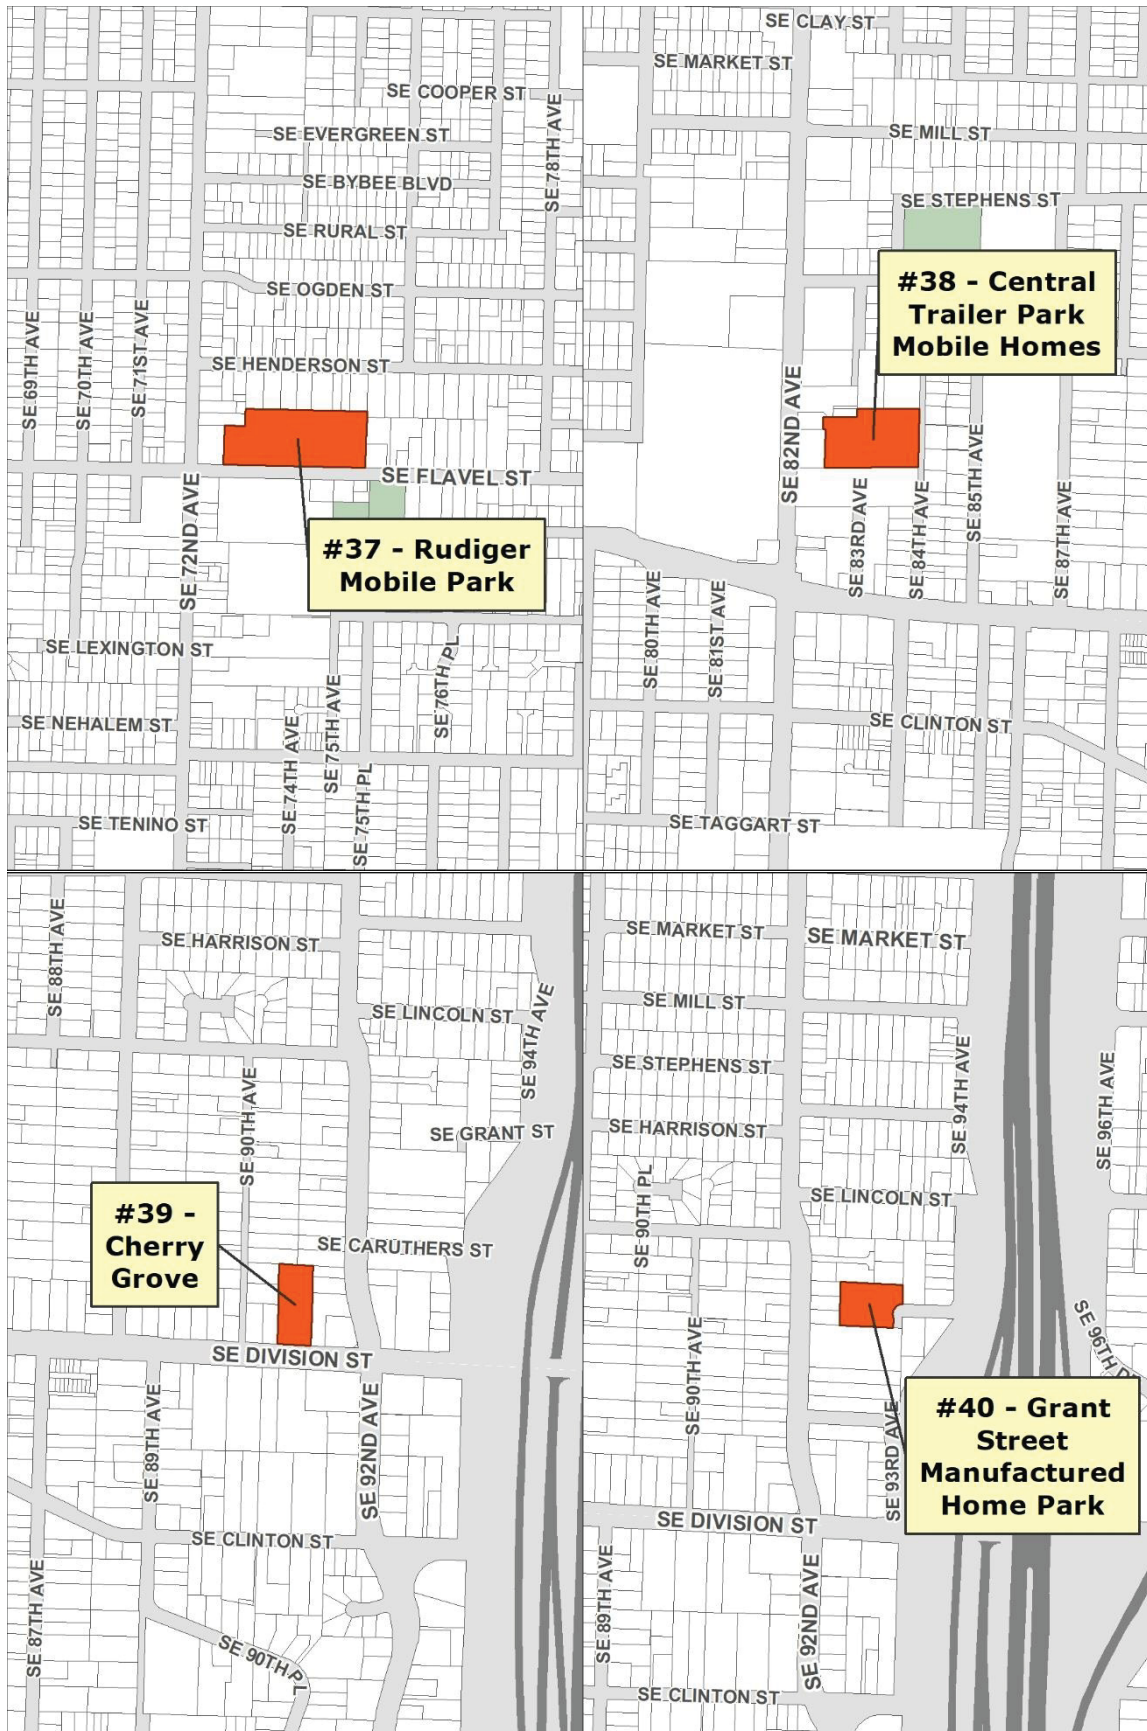 SE COOPER ST
SE EVERGREEN ST
SE BYBEE BLVD
SE RURAL ST
SE OGDEN ST
SE HENDERSON ST
SE 78TH AVE
SE 69TH AVE
SE 70TH AVE
SE 71ST AVE
SE FLAVEL ST
SE 72ND AVE
#37 - Rudiger
Mobile Park
SE LEXINGTON ST
SE NEHALEM ST
SE TENINO ST
SE 74TH AVE
SE 75TH AVE
SE 75TH PL
SE 76TH PL
SE CLAY ST
SE MARKET ST
SE MILL ST
SE STEPHENS ST
#38 - Central
Trailer Park
Mobile Homes
SE 82ND AVE
SE 83RD AVE
SE 84TH AVE
SE 85TH AVE
SE 87TH AVE
SE 80TH AVE
SE 81ST AVE
SE CLINTON ST
SE TAGGART ST
SE 88TH AVE
SE HARRISON ST
SE LINCOLN ST
SE 94TH AVE
SE 90TH AVE
SE GRANT ST
#39 -
Cherry
Grove
SE CARUTHERS ST
SE DIVISION ST
SE 89TH AVE
SE 92ND AVE
SE CLINTON ST
SE 87TH AVE
SE 90TH PL
SE MARKET ST
SE MARKET ST
SE MILL ST
SE STEPHENS ST
SE 94TH AVE
SE 96TH AVE
SE HARRISON ST
SE 90TH PL
SE LINCOLN ST
SE 90TH AVE
SE 93RD AVE
#40 - Grant
Street
Manufactured
Home Park
SE DIVISION ST
SE 89TH AVE
SE 92ND AVE
SE CLINTON ST